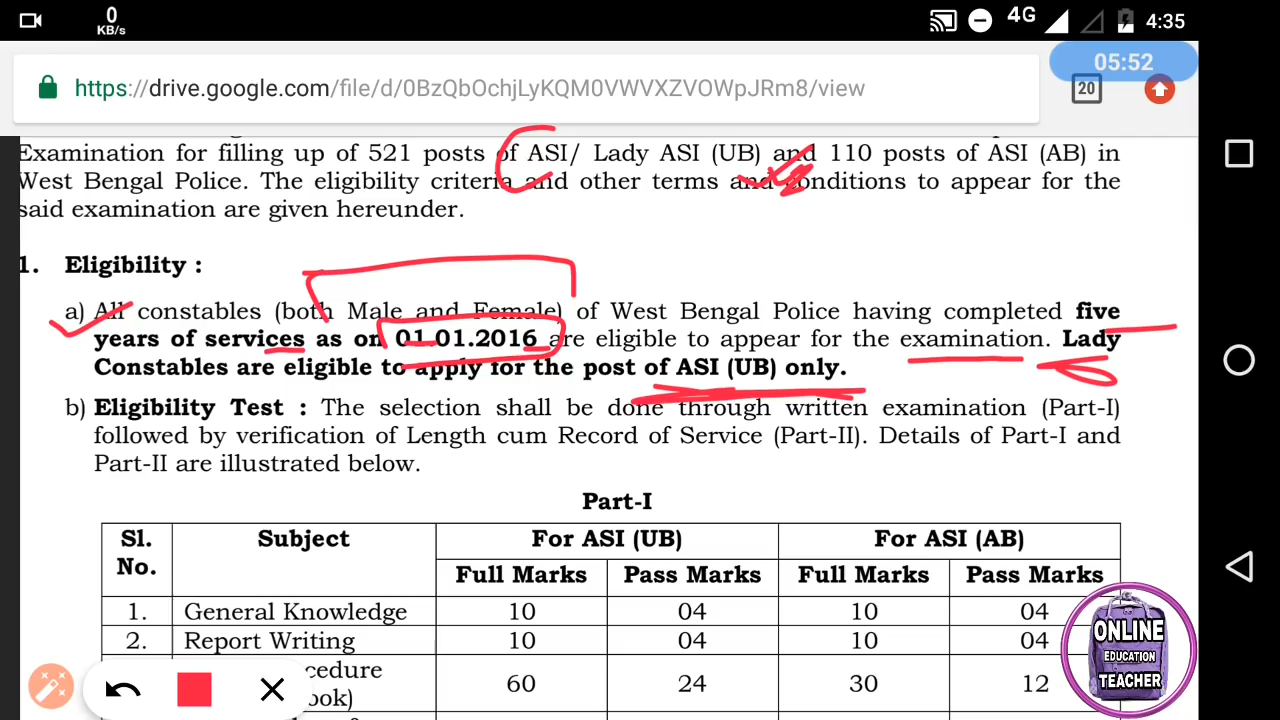 0
KB/s
4G
4:35
05:52
https://drive.google.com/file/d/0BzQbOchjLyKQM0VWVXZVOWpJRm8/view
20
Examination for filling up of 521 posts of ASI/ Lady ASI (UB) and 110 posts of ASI (AB) in
West Bengal Police. The eligibility criteria and other terms and conditions to appear for the
said examination are given hereunder.
1. Eligibility :
a) All constables (both Male and Female) of West Bengal Police having completed five
years of services as on 01.01.2016 are eligible to appear for the examination. Lady
Constables are eligible to apply for the post of ASI (UB) only.
b) Eligibility Test : The selection shall be done through written examination (Part-I)
followed by verification of Length cum Record of Service (Part-II). Details of Part-I and
Part-II are illustrated below.
Part-I
Sl. No. Subject For ASI (UB) For ASI (AB)
Full Marks Pass Marks Full Marks Pass Marks
1. General Knowledge 10 04 10 04
2. Report Writing 10 04 10 04
60 24 30 12
ONLINE
EDUCATION
TEACHER